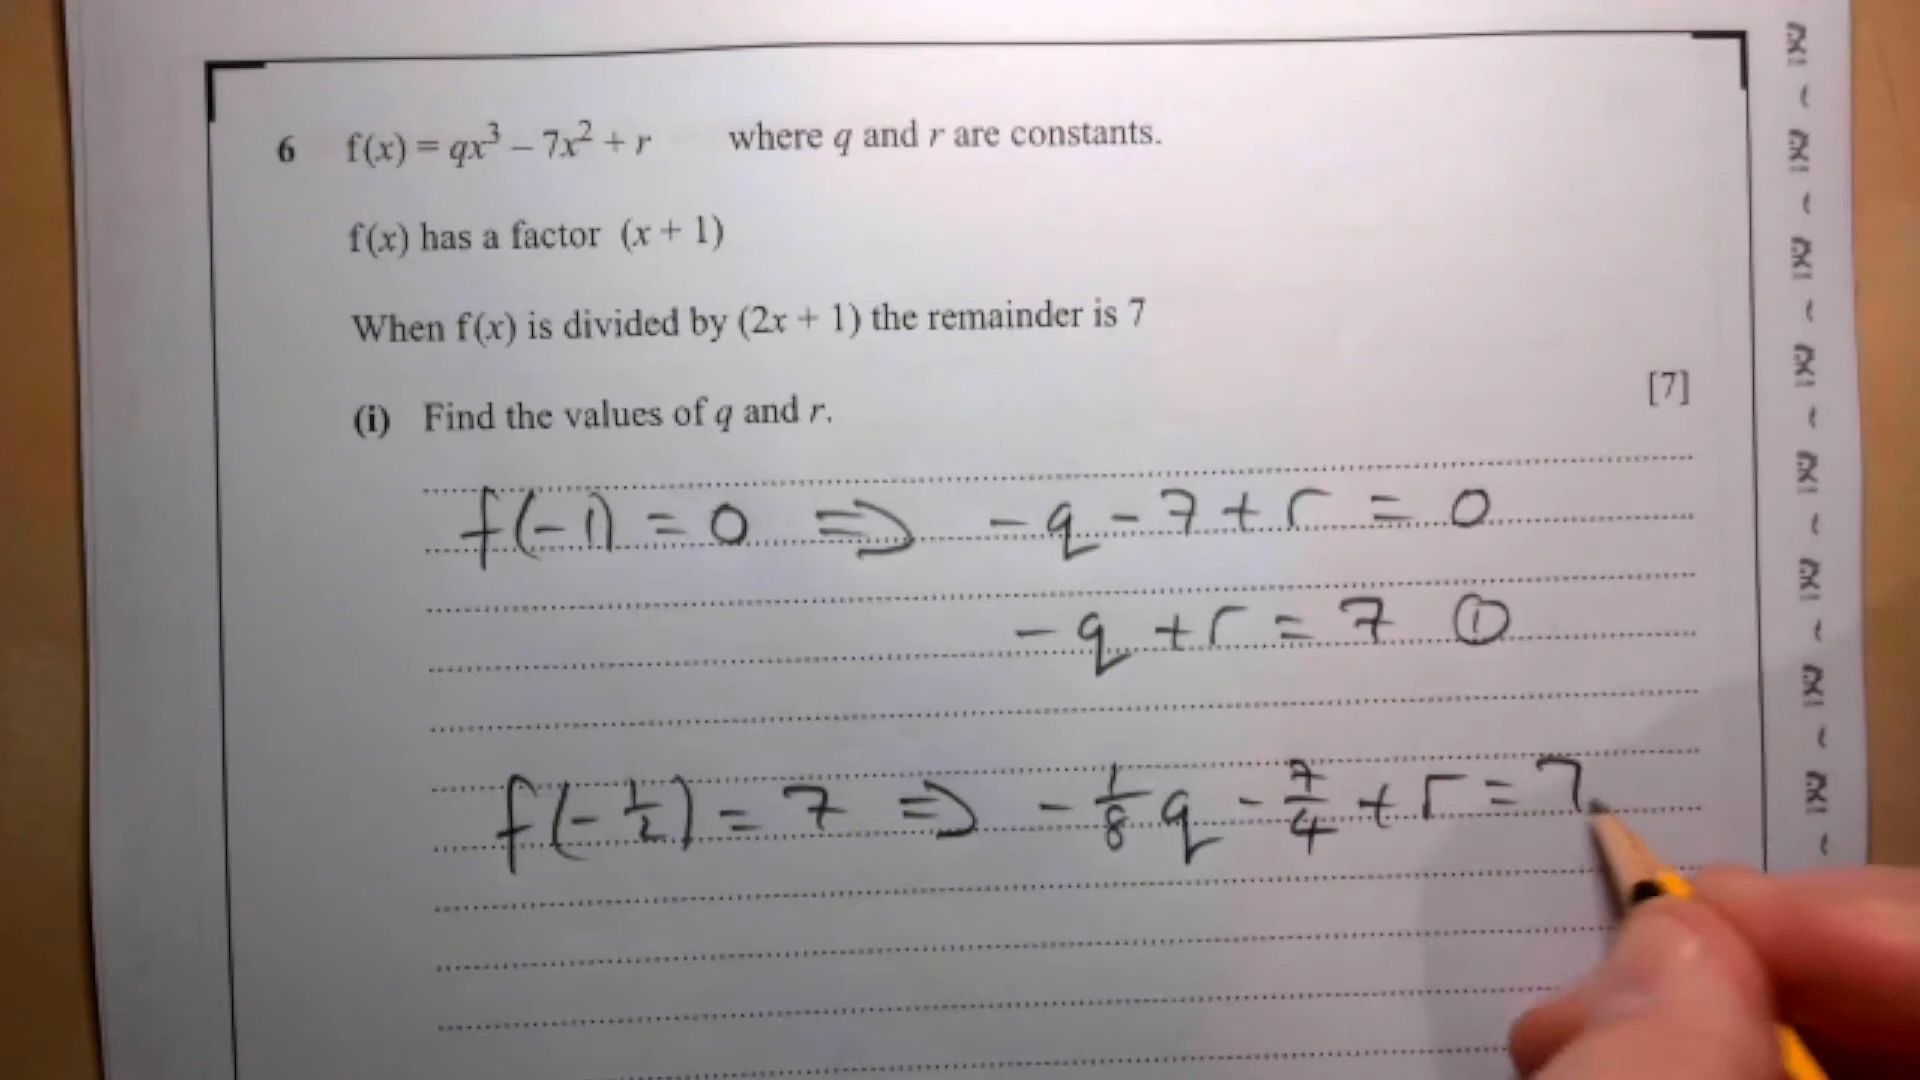 6 f(x) = qx³ – 7x² + r where q and r are constants.
f(x) has a factor (x + 1)
When f(x) is divided by (2x + 1) the remainder is 7
(i) Find the values of q and r. [7]
f(-1) = 0 ⇒ -q - 7 + r = 0
-q + r = 7 ①
f(-1/2) = 7 ⇒ -1/8 q - 7/4 + r = 7